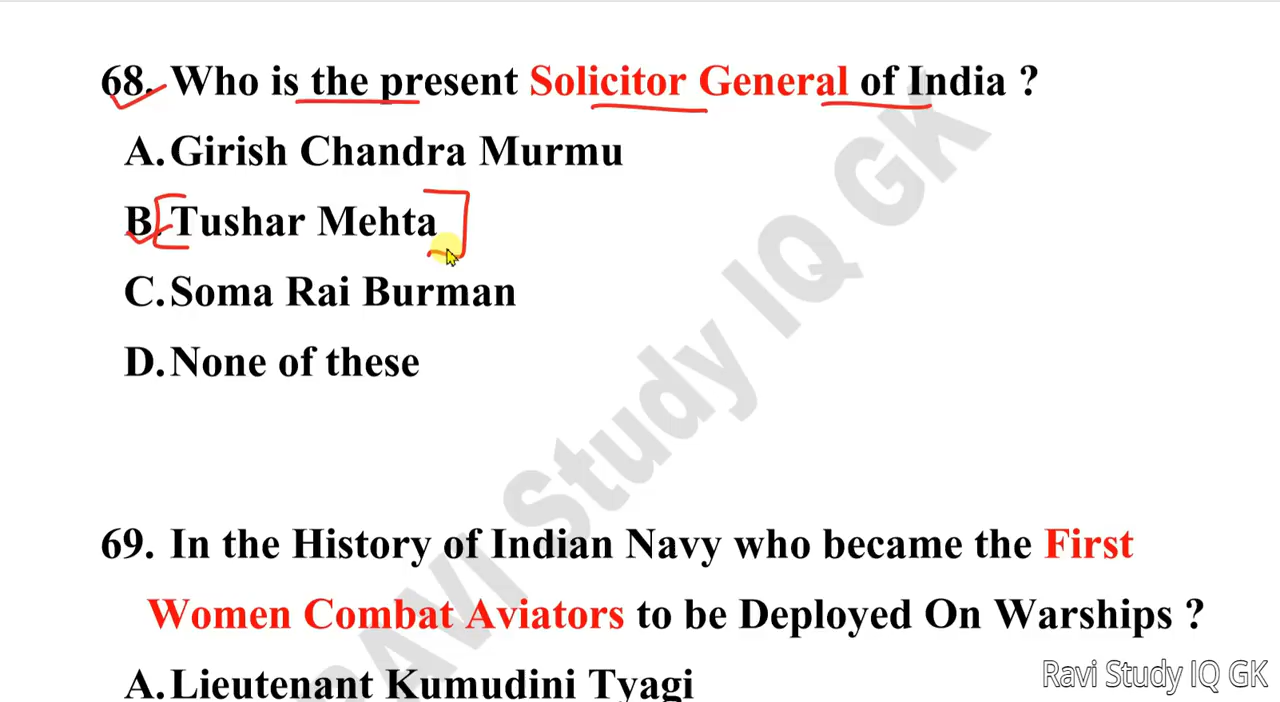 68. Who is the present Solicitor General of India ?
A. Girish Chandra Murmu
B. Tushar Mehta
C. Soma Rai Burman
D. None of these
69. In the History of Indian Navy who became the First
Women Combat Aviators to be Deployed On Warships ?
A. Lieutenant Kumudini Tyagi
RAVI Study IQ GK
Ravi Study IQ GK